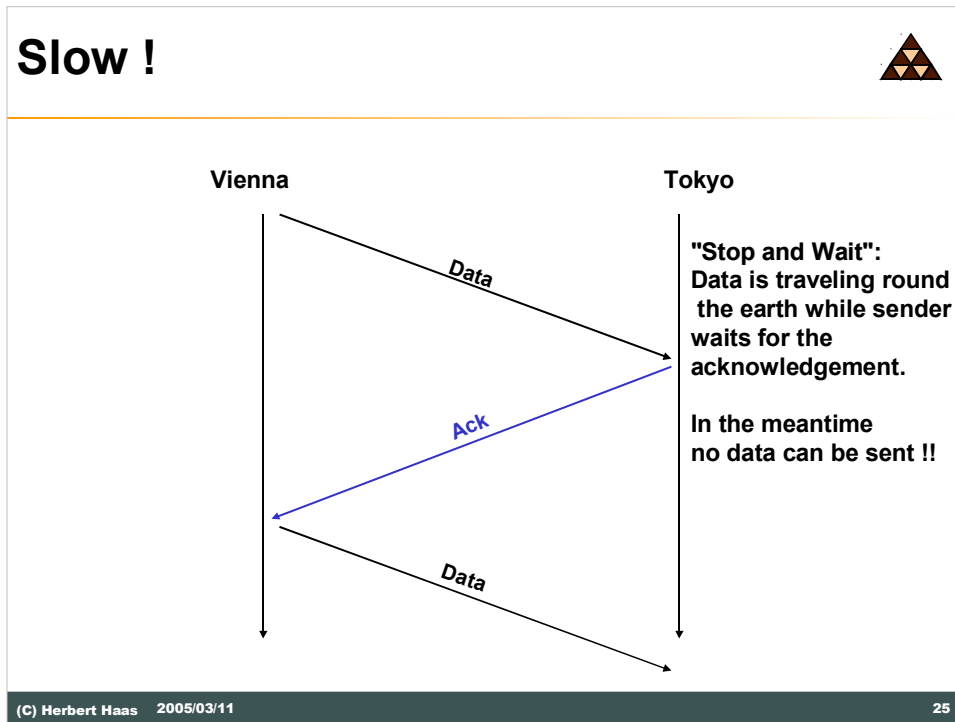 Slow !
Vienna
Tokyo
Data
"Stop and Wait":
Data is traveling round
the earth while sender
waits for the
acknowledgement.
Ack
In the meantime
no data can be sent !!
Data
(C) Herbert Haas 2005/03/11
25